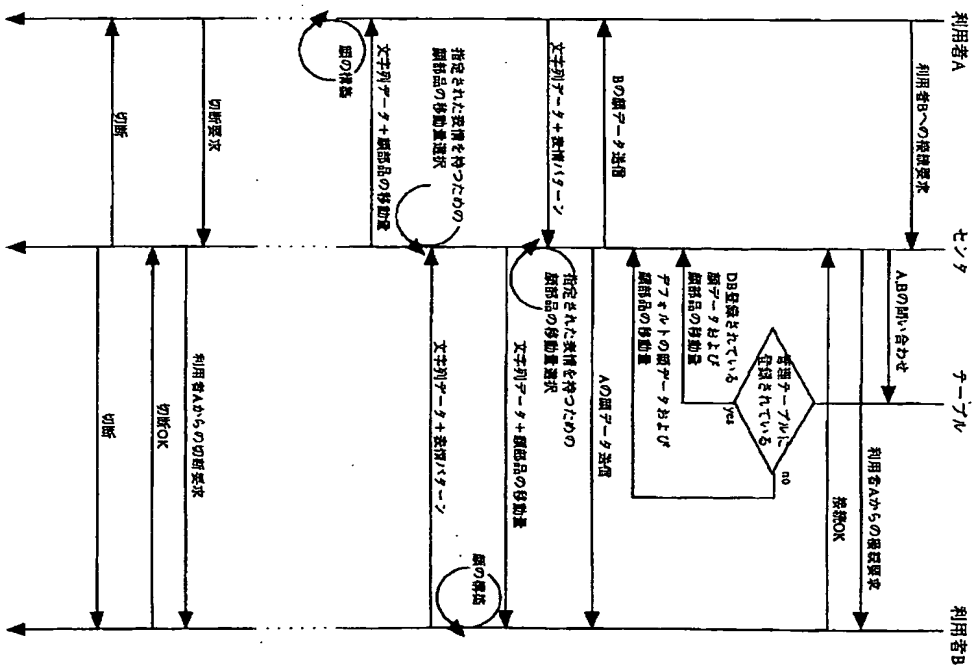 利用者A
センタ
テーブル
利用者B
利用者Bへの接続要求
A,Bの問い合わせ
利用者Aからの接続要求
接続OK
管理テーブルに
登録されている
no
yes
DB登録されている
顔データおよび
顔部品の移動量
デフォルトの顔データおよび
顔部品の移動量
Bの顔データ送信
Aの顔データ送信
文字列データ＋表情パターン
指定された表情を持つための
顔部品の移動量選択
文字列データ＋顔部品の移動量
顔の構築
文字列データ＋表情パターン
指定された表情を持つための
顔部品の移動量選択
文字列データ＋顔部品の移動量
顔の構築
切断要求
利用者Aからの切断要求
切断OK
切断
切断